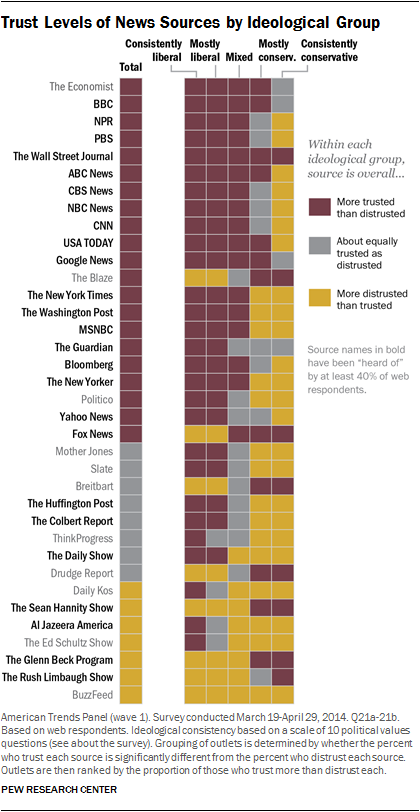 Trust Levels of News Sources by Ideological Group
Consistently Mostly Mostly Consistently
liberal liberal Mixed conserv. conservative
Total
The Economist
BBC
NPR
PBS
The Wall Street Journal
ABC News
CBS News
NBC News
CNN
USA TODAY
Google News
The Blaze
The New York Times
The Washington Post
MSNBC
The Guardian
Bloomberg
The New Yorker
Politico
Yahoo News
Fox News
Mother Jones
Slate
Breitbart
The Huffington Post
The Colbert Report
ThinkProgress
The Daily Show
Drudge Report
Daily Kos
The Sean Hannity Show
Al Jazeera America
The Ed Schultz Show
The Glenn Beck Program
The Rush Limbaugh Show
BuzzFeed
Within each
ideological group,
source is overall...
More trusted
than distrusted
About equally
trusted as
distrusted
More distrusted
than trusted
Source names in bold
have been “heard of”
by at least 40% of web
respondents.
American Trends Panel (wave 1). Survey conducted March 19-April 29, 2014. Q21a-21b.
Based on web respondents. Ideological consistency based on a scale of 10 political values
questions (see about the survey). Grouping of outlets is determined by whether the percent
who trust each source is significantly different from the percent who distrust each source.
Outlets are then ranked by the proportion of those who trust more than distrust each.
PEW RESEARCH CENTER